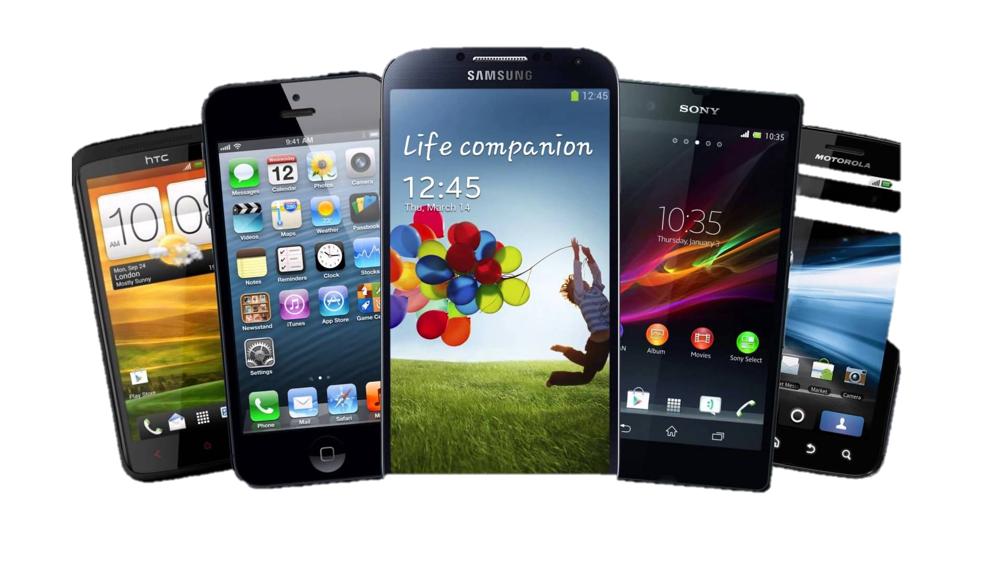 hTC
10 08
AM
Mon, Sep 24
London
Mostly Sunny
Play Store
9:41 AM
Messages
Wednesday
12
Calendar
Photos
Camera
Videos
280
Maps
73°
Weather
Passbook
Notes
Reminders
Clock
Stocks
Newsstand
iTunes
App Store
Game Ce
Settings
Phone
Mail
Safari
SAMSUNG
12:45
Life companion
12:45
Thu, March 14
SONY
10:35
10:35
Thursday, January 3
Album
Movies
Sony Select
MOTOROLA
xt Messa
Market
Camera